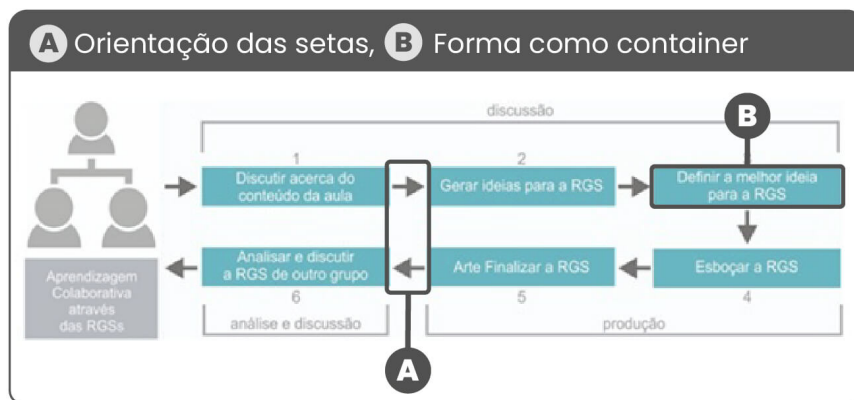 A Orientação das setas, B Forma como container
discussão
B
1
2
Discutir acerca do
conteúdo da aula
Gerar ideias para a RGS
Definir a melhor ideia
para a RGS
Analisar e discutir
a RGS de outro grupo
Arte Finalizar a RGS
Esboçar a RGS
6
5
4
análise e discussão
produção
Aprendizagem
Colaborativa
através
das RGSs
A